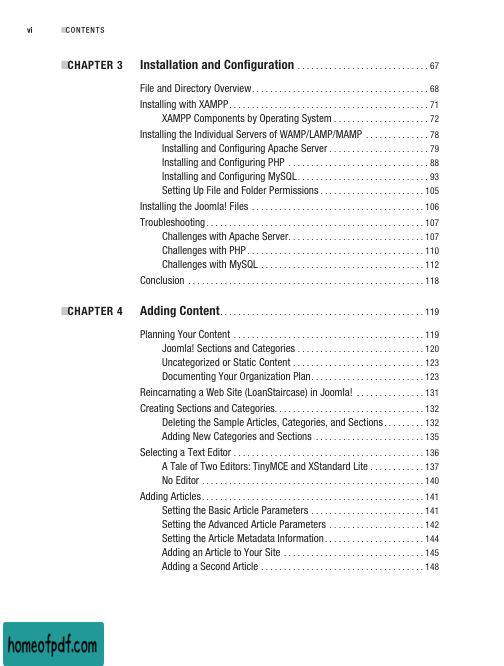 vi ■CONTENTS
■CHAPTER 3 Installation and Configuration . . . . . . . . . . . . . . . . . . . . . . . . . . . . . 67
File and Directory Overview. . . . . . . . . . . . . . . . . . . . . . . . . . . . . . . . . . . . . . . 68
Installing with XAMPP. . . . . . . . . . . . . . . . . . . . . . . . . . . . . . . . . . . . . . . . . . . . 71
XAMPP Components by Operating System . . . . . . . . . . . . . . . . . . . . . 72
Installing the Individual Servers of WAMP/LAMP/MAMP . . . . . . . . . . . . . . 78
Installing and Configuring Apache Server . . . . . . . . . . . . . . . . . . . . . . 79
Installing and Configuring PHP . . . . . . . . . . . . . . . . . . . . . . . . . . . . . . . 88
Installing and Configuring MySQL. . . . . . . . . . . . . . . . . . . . . . . . . . . . . 93
Setting Up File and Folder Permissions . . . . . . . . . . . . . . . . . . . . . . . 105
Installing the Joomla! Files . . . . . . . . . . . . . . . . . . . . . . . . . . . . . . . . . . . . . . 106
Troubleshooting . . . . . . . . . . . . . . . . . . . . . . . . . . . . . . . . . . . . . . . . . . . . . . . . 107
Challenges with Apache Server. . . . . . . . . . . . . . . . . . . . . . . . . . . . . . 107
Challenges with PHP . . . . . . . . . . . . . . . . . . . . . . . . . . . . . . . . . . . . . . . 110
Challenges with MySQL . . . . . . . . . . . . . . . . . . . . . . . . . . . . . . . . . . . . 112
Conclusion . . . . . . . . . . . . . . . . . . . . . . . . . . . . . . . . . . . . . . . . . . . . . . . . . . . . 118
■CHAPTER 4 Adding Content. . . . . . . . . . . . . . . . . . . . . . . . . . . . . . . . . . . . . . . . . . . . . 119
Planning Your Content . . . . . . . . . . . . . . . . . . . . . . . . . . . . . . . . . . . . . . . . . . 119
Joomla! Sections and Categories . . . . . . . . . . . . . . . . . . . . . . . . . . . . 120
Uncategorized or Static Content . . . . . . . . . . . . . . . . . . . . . . . . . . . . . 123
Documenting Your Organization Plan. . . . . . . . . . . . . . . . . . . . . . . . . 123
Reincarnating a Web Site (LoanStaircase) in Joomla! . . . . . . . . . . . . . . . 131
Creating Sections and Categories. . . . . . . . . . . . . . . . . . . . . . . . . . . . . . . . . 132
Deleting the Sample Articles, Categories, and Sections . . . . . . . . . 132
Adding New Categories and Sections . . . . . . . . . . . . . . . . . . . . . . . . 135
Selecting a Text Editor . . . . . . . . . . . . . . . . . . . . . . . . . . . . . . . . . . . . . . . . . . 136
A Tale of Two Editors: TinyMCE and XStandard Lite . . . . . . . . . . . . 137
No Editor . . . . . . . . . . . . . . . . . . . . . . . . . . . . . . . . . . . . . . . . . . . . . . . . . 140
Adding Articles . . . . . . . . . . . . . . . . . . . . . . . . . . . . . . . . . . . . . . . . . . . . . . . . . 141
Setting the Basic Article Parameters . . . . . . . . . . . . . . . . . . . . . . . . . 141
Setting the Advanced Article Parameters . . . . . . . . . . . . . . . . . . . . . 142
Setting the Article Metadata Information . . . . . . . . . . . . . . . . . . . . . . 144
Adding an Article to Your Site . . . . . . . . . . . . . . . . . . . . . . . . . . . . . . . 145
Adding a Second Article . . . . . . . . . . . . . . . . . . . . . . . . . . . . . . . . . . . . 148
homeofpdf.com